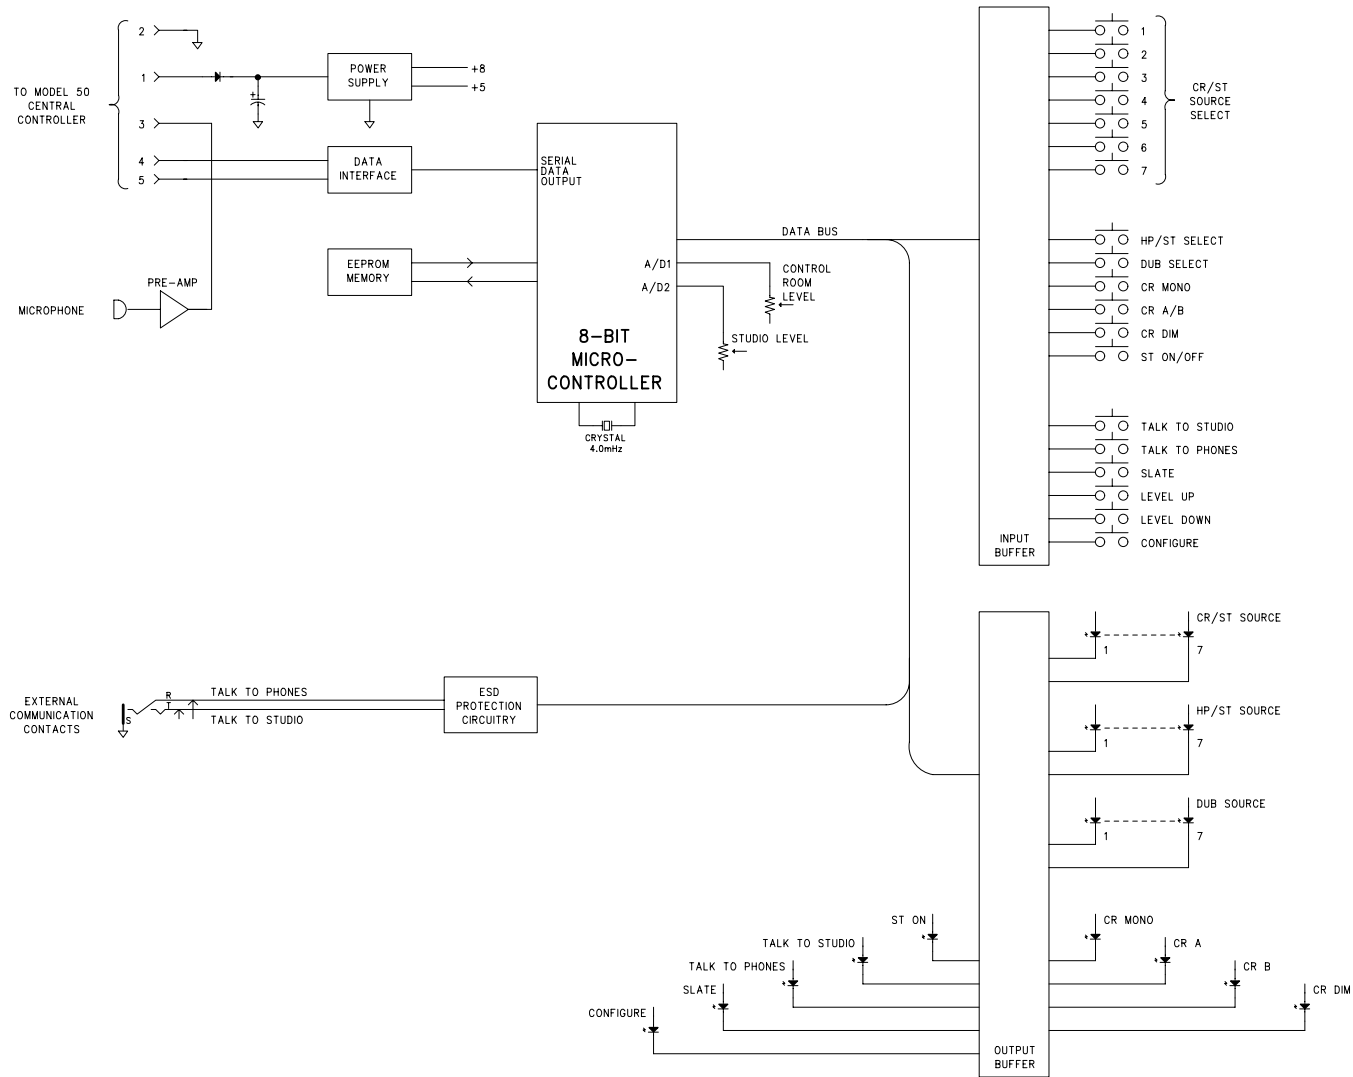 2
1
TO MODEL 50
CENTRAL
CONTROLLER
3
4
5
+
POWER
SUPPLY
+8
+5
DATA
INTERFACE
EEPROM
MEMORY
PRE-AMP
MICROPHONE
SERIAL
DATA
OUTPUT
A/D1
A/D2
8-BIT
MICRO-
CONTROLLER
CRYSTAL
4.0mHz
DATA BUS
CONTROL
ROOM
LEVEL
STUDIO LEVEL
INPUT
BUFFER
1
2
3
4
5
6
7
CR/ST
SOURCE
SELECT
HP/ST SELECT
DUB SELECT
CR MONO
CR A/B
CR DIM
ST ON/OFF
TALK TO STUDIO
TALK TO PHONES
SLATE
LEVEL UP
LEVEL DOWN
CONFIGURE
EXTERNAL
COMMUNICATION
CONTACTS
R
T
S
TALK TO PHONES
TALK TO STUDIO
ESD
PROTECTION
CIRCUITRY
CR/ST SOURCE
1
7
HP/ST SOURCE
1
7
DUB SOURCE
1
7
ST ON
TALK TO STUDIO
TALK TO PHONES
SLATE
CONFIGURE
CR MONO
CR A
CR B
CR DIM
OUTPUT
BUFFER